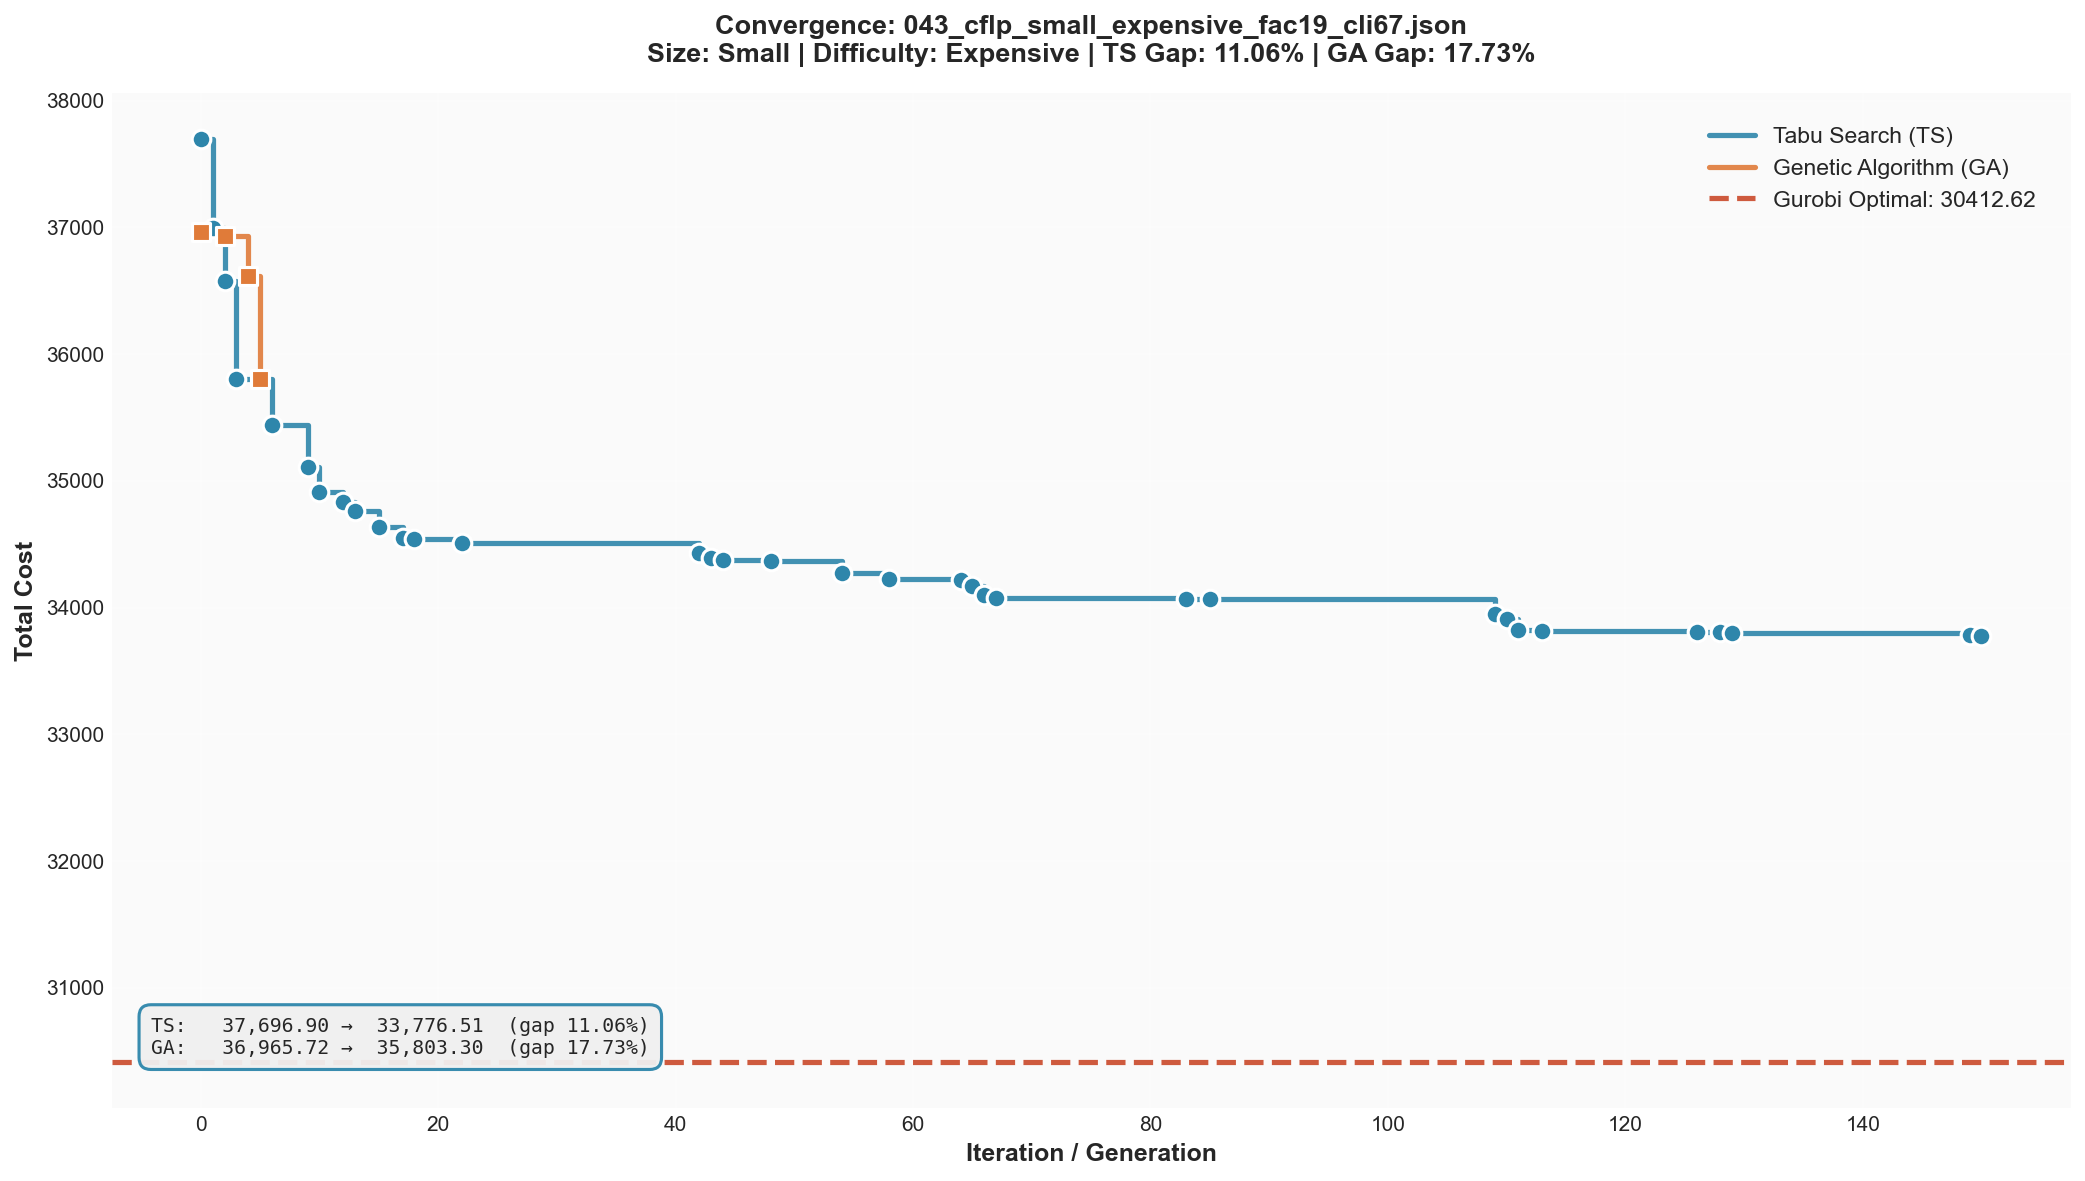 Convergence: 043_cflp_small_expensive_fac19_cli67.json
Size: Small | Difficulty: Expensive | TS Gap: 11.06% | GA Gap: 17.73%
38000
37000
36000
35000
34000
33000
32000
31000
Total Cost
Tabu Search (TS)
Genetic Algorithm (GA)
Gurobi Optimal: 30412.62
TS: 37,696.90 → 33,776.51 (gap 11.06%)
GA: 36,965.72 → 35,803.30 (gap 17.73%)
0 20 40 60 80 100 120 140
Iteration / Generation